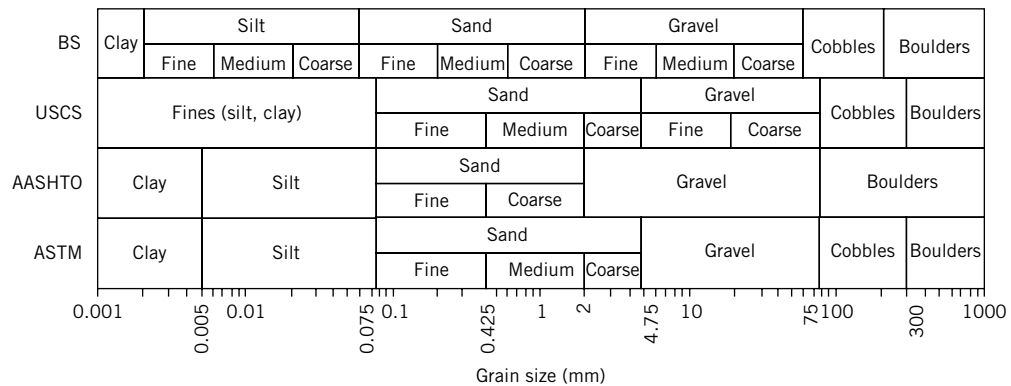 BS
Clay
Silt
Sand
Gravel
Cobbles
Boulders
Fine
Medium
Coarse
Fine
Medium
Coarse
Fine
Medium
Coarse
USCS
Fines (silt, clay)
Sand
Gravel
Cobbles
Boulders
Fine
Medium
Coarse
Fine
Coarse
AASHTO
Clay
Silt
Sand
Gravel
Boulders
Fine
Coarse
ASTM
Clay
Silt
Sand
Gravel
Cobbles
Boulders
Fine
Medium
Coarse
0.001
0.005
0.01
0.075
0.1
0.425
1
2
4.75
10
75
100
300
1000
Grain size (mm)